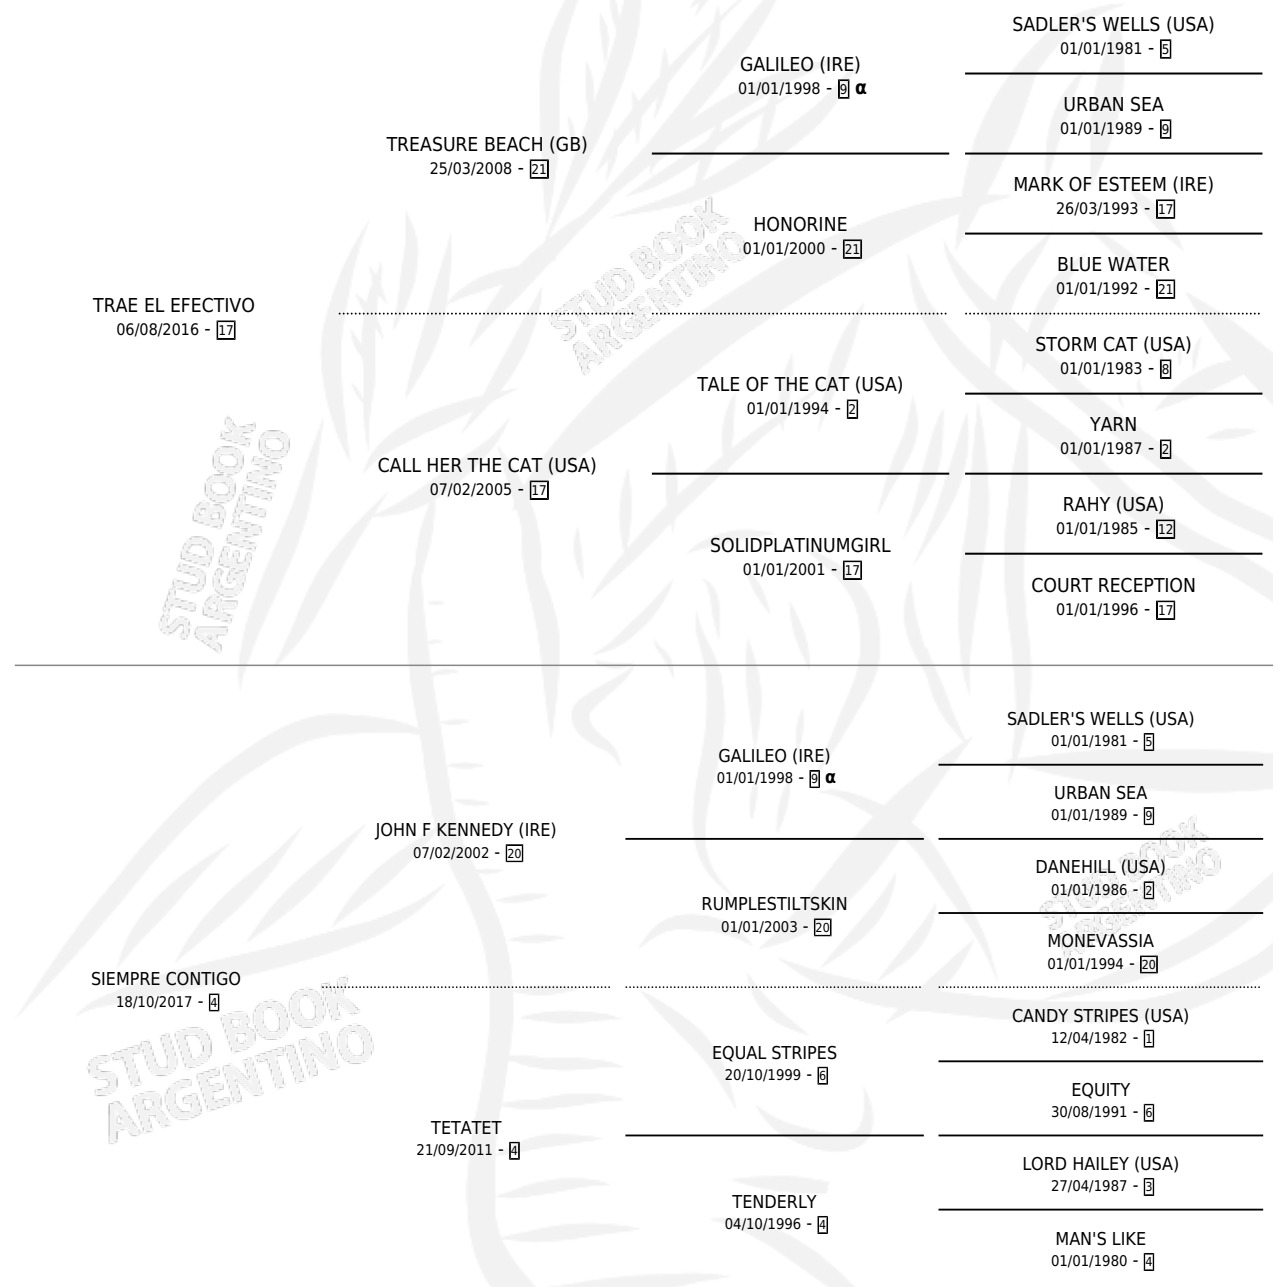 SADLER'S WELLS (USA)
01/01/1981 - 5
GALILEO (IRE)
01/01/1998 - 9 α
URBAN SEA
01/01/1989 - 9
TREASURE BEACH (GB)
25/03/2008 - 21
MARK OF ESTEEM (IRE)
26/03/1993 - 17
HONORINE
01/01/2000 - 21
BLUE WATER
01/01/1992 - 21
TRAE EL EFECTIVO
06/08/2016 - 17
STORM CAT (USA)
01/01/1983 - 8
TALE OF THE CAT (USA)
01/01/1994 - 2
YARN
01/01/1987 - 2
CALL HER THE CAT (USA)
07/02/2005 - 17
RAHY (USA)
01/01/1985 - 12
SOLIDPLATINUMGIRL
01/01/2001 - 17
COURT RECEPTION
01/01/1996 - 17
STUD BOOK
ARGENTINO
STUD BOOK
ARGENTINO
SADLER'S WELLS (USA)
01/01/1981 - 5
GALILEO (IRE)
01/01/1998 - 9 α
URBAN SEA
01/01/1989 - 9
JOHN F KENNEDY (IRE)
07/02/2002 - 20
DANEHILL (USA)
01/01/1986 - 2
RUMPLESTILTSKIN
01/01/2003 - 20
MONEVASSIA
01/01/1994 - 20
SIEMPRE CONTIGO
18/10/2017 - 4
CANDY STRIPES (USA)
12/04/1982 - 1
EQUAL STRIPES
20/10/1999 - 6
EQUITY
30/08/1991 - 6
TETATET
21/09/2011 - 4
LORD HAILEY (USA)
27/04/1987 - 3
TENDERLY
04/10/1996 - 4
MAN'S LIKE
01/01/1980 - 4
STUD BOOK
ARGENTINO
STUD BOOK
ARGENTINO